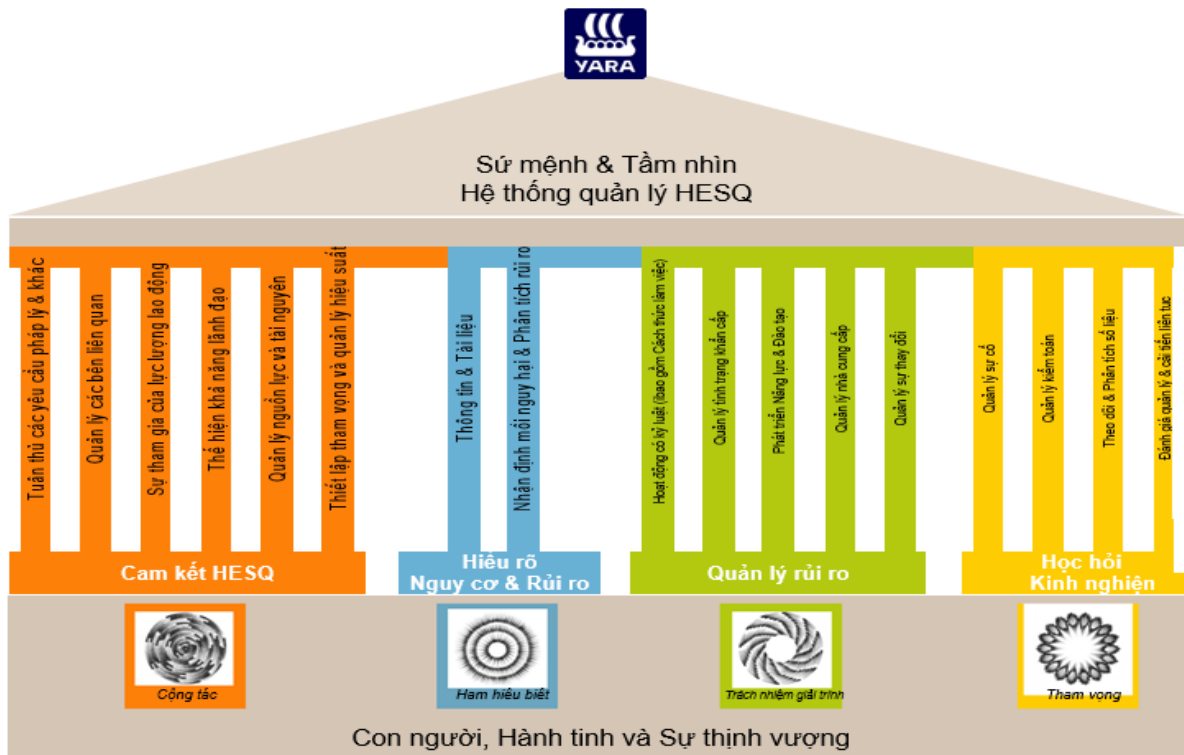 YARA
Sứ mệnh & Tầm nhìn
Hệ thống quản lý HESQ
Tuân thủ các yêu cầu pháp lý & khác
Quản lý các bên liên quan
Sự tham gia của lực lượng lao động
Thể hiện khả năng lãnh đạo
Quản lý nguồn lực và tài nguyên
Thiết lập tham vọng và quản lý hiệu suất
Thông tin & Tài liệu
Nhận định mối nguy hại & Phân tích rủi ro
Hoạt động có kỷ luật (ibao gồm Cách thức làm việc)
Quản lý tình trạng khẩn cấp
Phát triển Năng lực & Đào tạo
Quản lý nhà cung cấp
Quản lý sự thay đổi
Quản lý sự cố
Quản lý kiểm toán
Theo dõi & Phân tích số liệu
Đánh giá quản lý & cải tiến liên tục
Cam kết HESQ
Hiểu rõ
Nguy cơ & Rủi ro
Quản lý rủi ro
Học hỏi
Kinh nghiện
Cộng tác
Ham hiểu biết
Trách nhiệm giải trình
Tham vọng
Con người, Hành tinh và Sự thịnh vượng